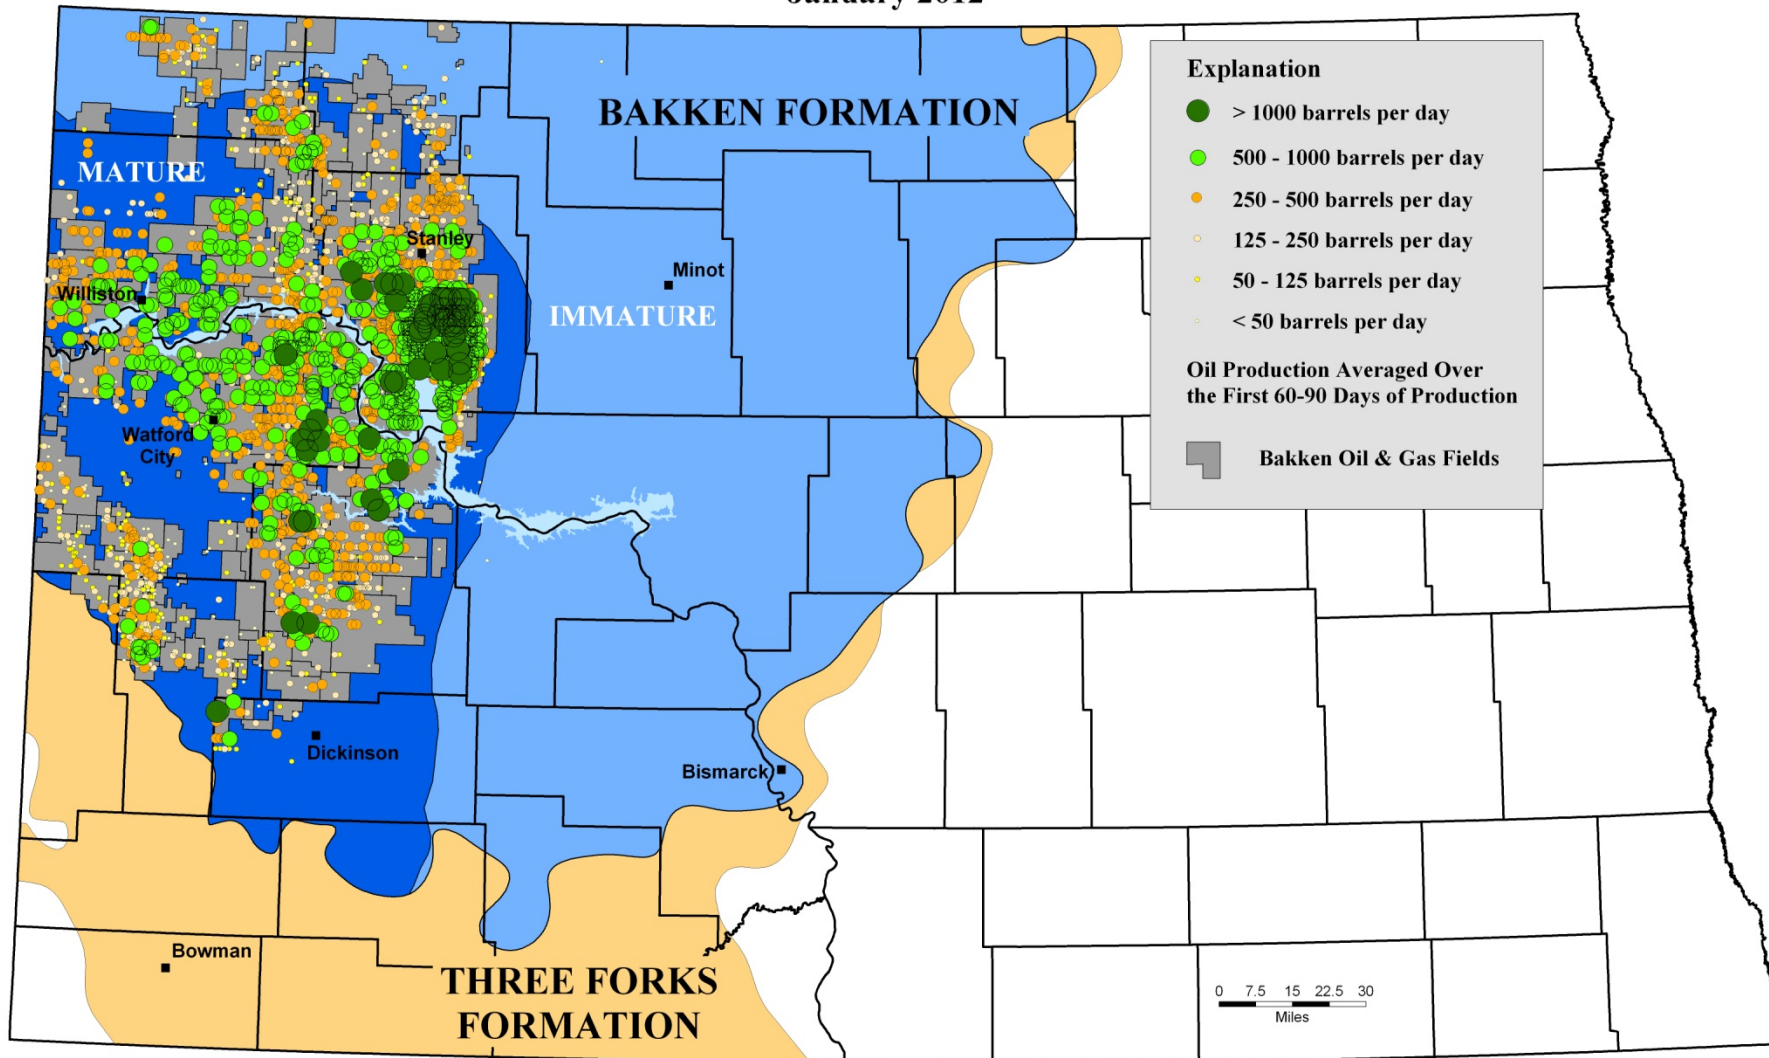 January 2012
BAKKEN FORMATION
MATURE
Stanley
Minot
Williston
IMMATURE
Watford
City
Dickinson
Bismarck
Bowman
THREE FORKS
FORMATION
Explanation
> 1000 barrels per day
500 - 1000 barrels per day
250 - 500 barrels per day
125 - 250 barrels per day
50 - 125 barrels per day
< 50 barrels per day
Oil Production Averaged Over
the First 60-90 Days of Production
Bakken Oil & Gas Fields
0 7.5 15 22.5 30
Miles